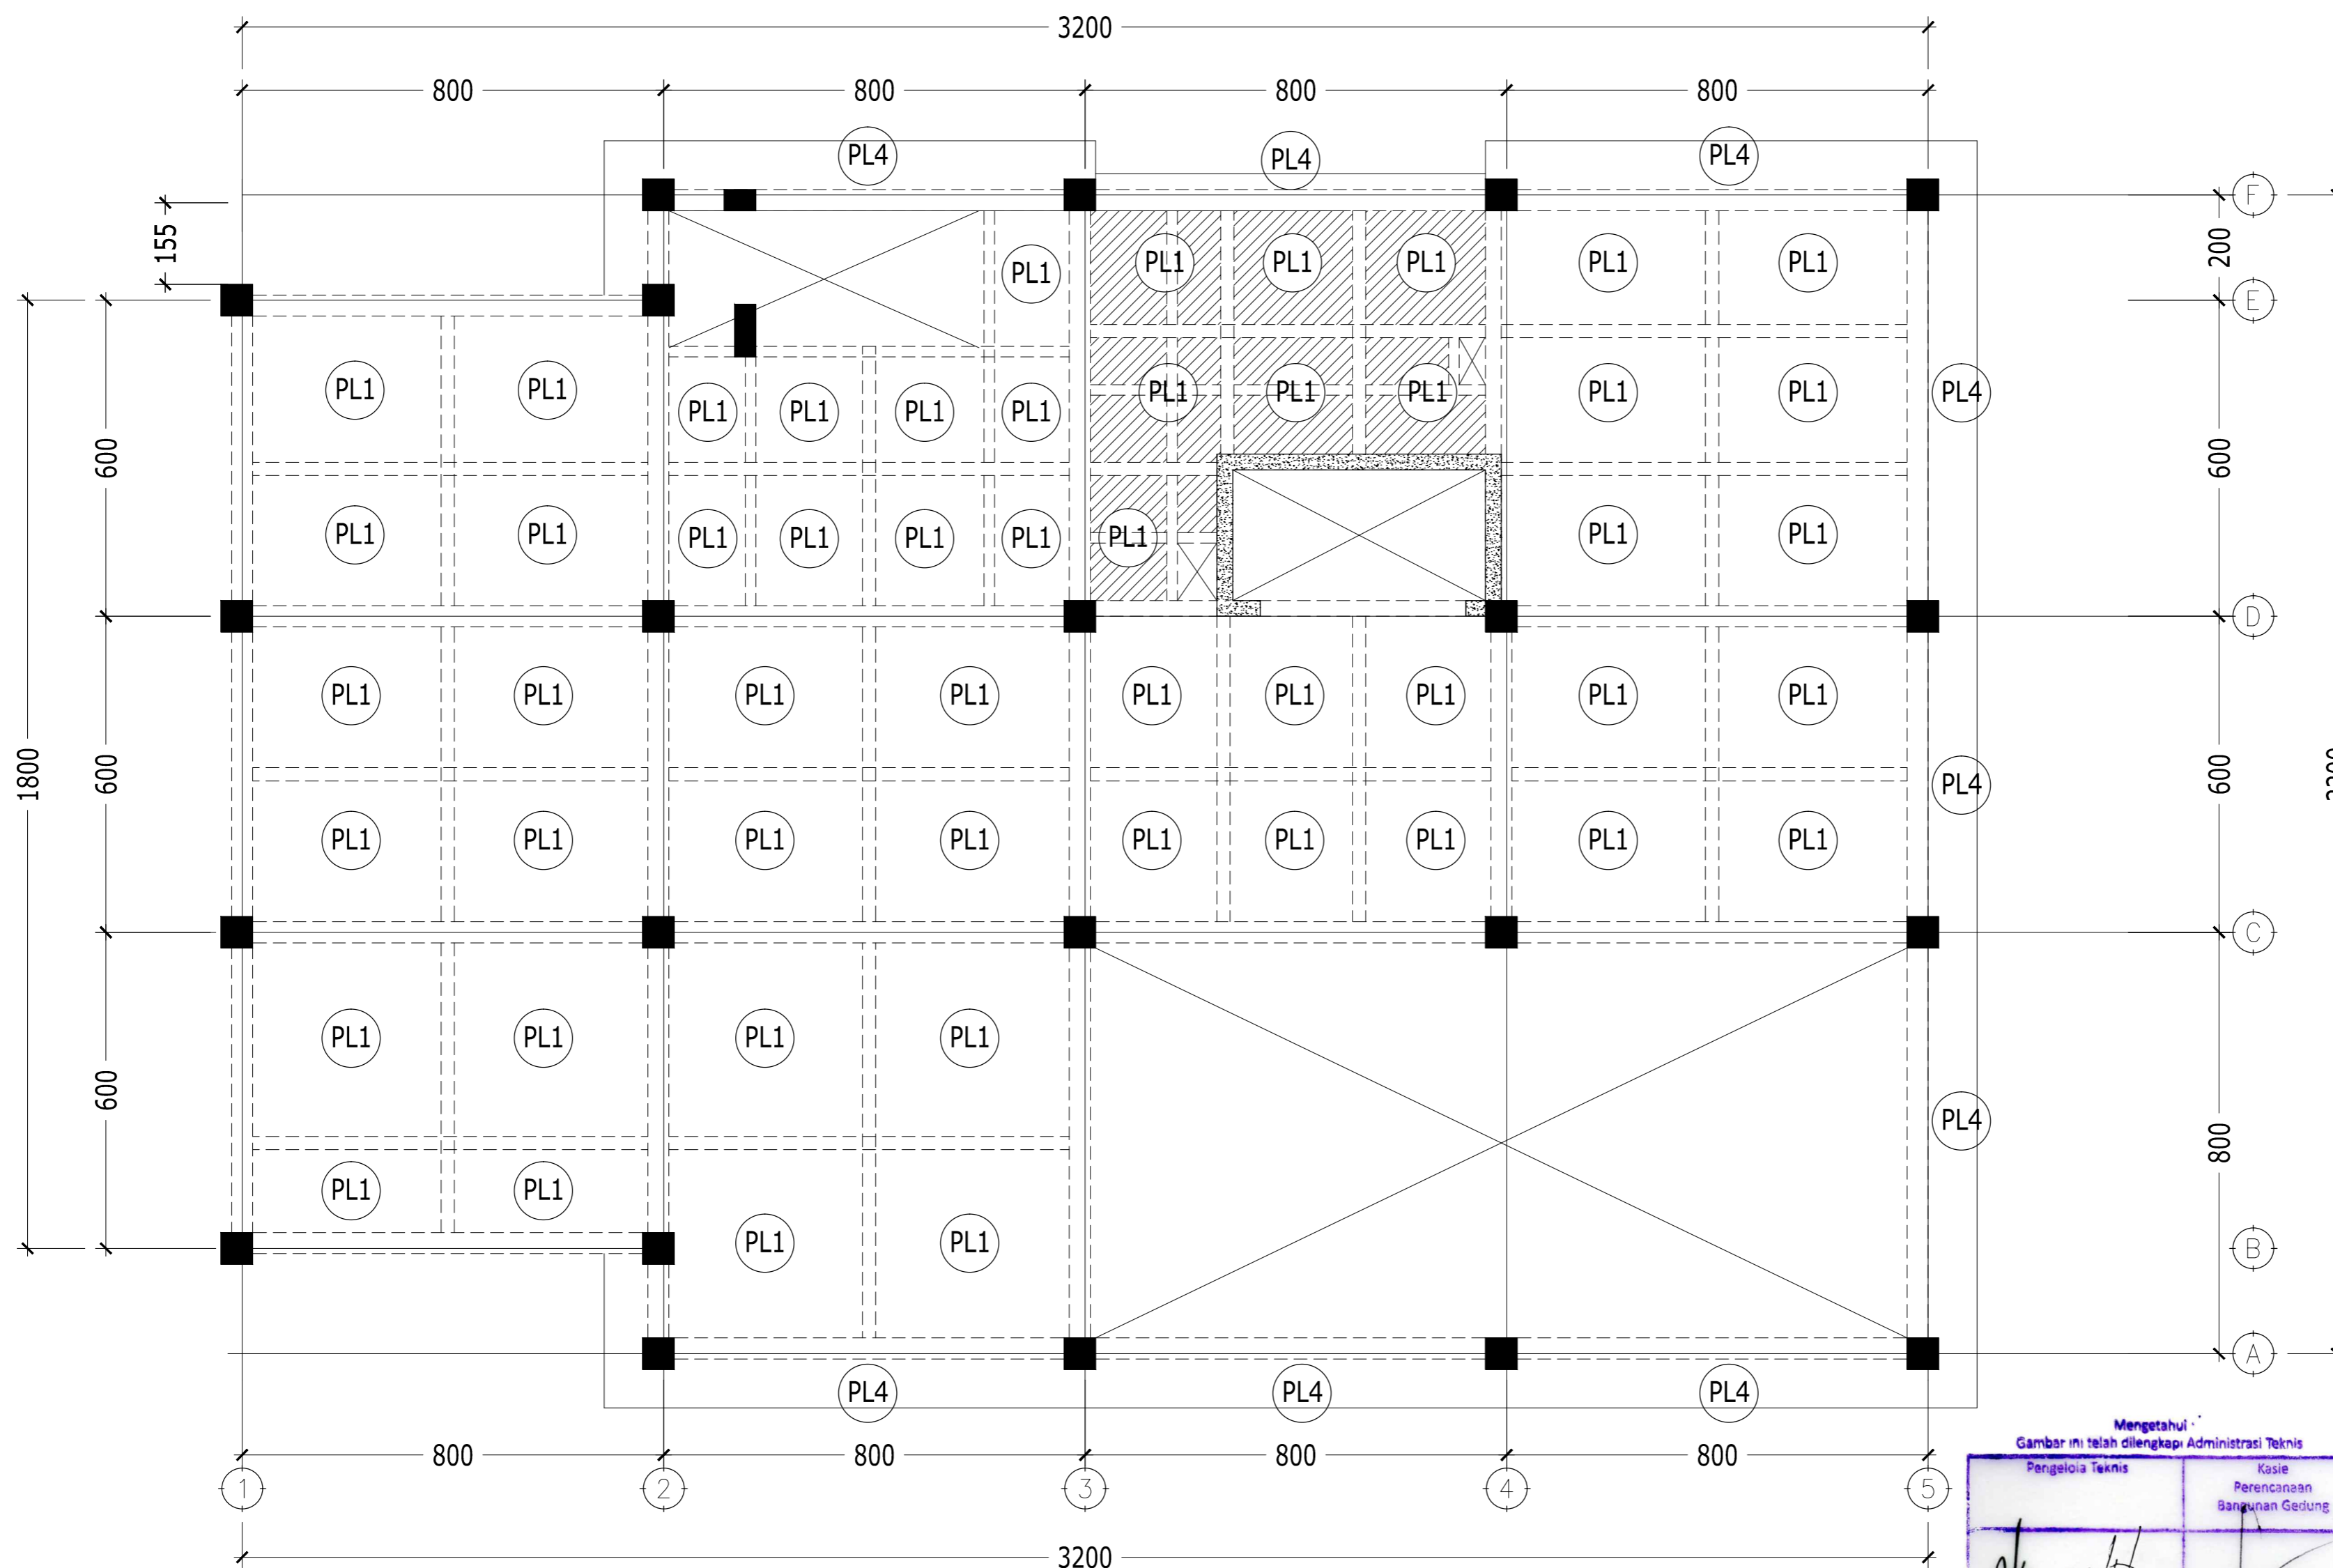 3200
800 800 800 800
PL4 PL4 PL4
F
155
200
PL1 PL1 PL1 PL1 PL1 PL1
E
PL1 PL1 PL1 PL1 PL1 PL1 PL1 PL1 PL1 PL1 PL1 PL4
600 600
PL1 PL1 PL1 PL1 PL1 PL1 PL1 PL1 PL1
D
PL1 PL1 PL1 PL1 PL1 PL1 PL1 PL1 PL1
1800 600 600 PL4
PL1 PL1 PL1 PL1 PL1 PL1 PL1 PL1 PL1
C
PL1 PL1 PL1 PL1
600 PL4 800
PL1 PL1 PL1 PL1
B
A
PL4 PL4 PL4
800 800 800 800
1 2 3 4 5
3200
Mengetahui
Gambar ini telah dilengkapi Administrasi Teknis
Pengelola Teknis
Kasie
Perencanaan
Bangunan Gedung